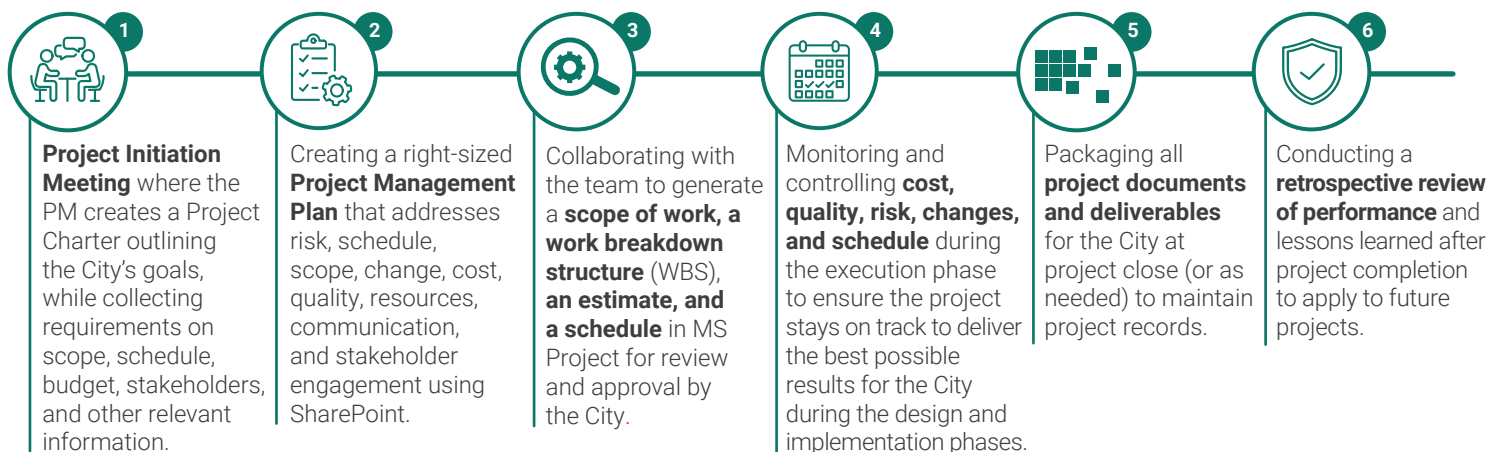 1
Project Initiation
Meeting where the
PM creates a Project
Charter outlining
the City's goals,
while collecting
requirements on
scope, schedule,
budget, stakeholders,
and other relevant
information.
2
Creating a right-sized
Project Management
Plan that addresses
risk, schedule,
scope, change, cost,
quality, resources,
communication,
and stakeholder
engagement using
SharePoint.
3
Collaborating with
the team to generate
a scope of work, a
work breakdown
structure (WBS),
an estimate, and
a schedule in MS
Project for review
and approval by
the City.
4
Monitoring and
controlling cost,
quality, risk, changes,
and schedule during
the execution phase
to ensure the project
stays on track to deliver
the best possible
results for the City
during the design and
implementation phases.
5
Packaging all
project documents
and deliverables
for the City at
project close (or as
needed) to maintain
project records.
6
Conducting a
retrospective review
of performance and
lessons learned after
project completion
to apply to future
projects.